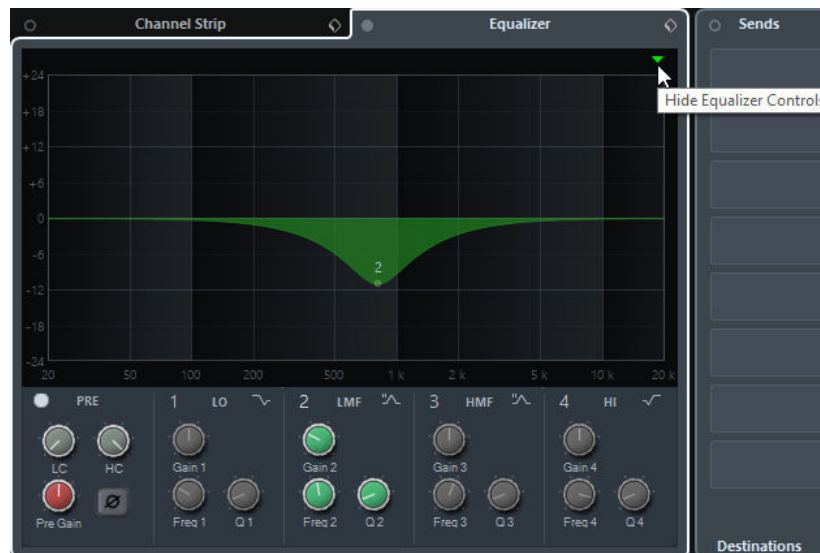 Channel Strip
Equalizer
Sends
Hide Equalizer Controls
+24
+18
+12
+6
0
-6
-12
-18
-24
2
20 50 100 200 500 1 k 2 k 5 k 10 k 20 k
PRE 1 LO 2 LMF 3 HMF 4 HI
LC HC Gain 1 Gain 2 Gain 3 Gain 4
Pre Gain Freq 1 Q 1 Freq 2 Q 2 Freq 3 Q 3 Freq 4 Q 4
Destinations